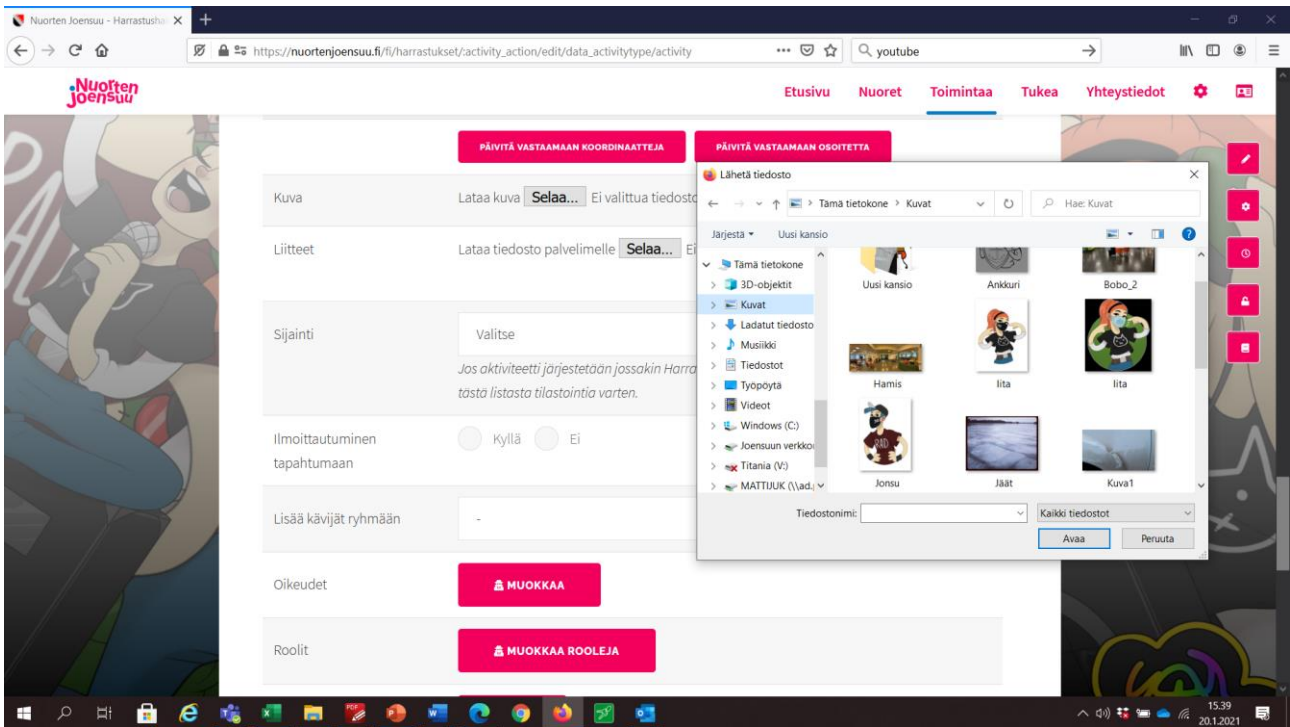 Nuorten Joensuu - Harrastusha
https://nuortenjoensuu.fi/fi/harrastukset/:activity_action/edit/data_activitytype/activity
youtube
Nuorten
Joensuu
Etusivu Nuoret Toimintaa Tukea Yhteystiedot
PÄIVITÄ VASTAAMAAN KOORDINAATTEJA PÄIVITÄ VASTAAMAAN OSOITETTA
Kuva Lataa kuva Selaa... Ei valittua tiedosto
Liitteet Lataa tiedosto palvelimelle Selaa... Ei
Sijainti Valitse
Jos aktiviteetti järjestetään jossakin Harra
tästä listasta tilastointia varten.
Ilmoittautuminen
tapahtumaan
Kyllä Ei
Lisää kävijät ryhmään -
Oikeudet MUOKKAA
Roolit MUOKKAA ROOLEJA
Lähetä tiedosto
Tämä tietokone > Kuvat
Hae: Kuvat
Järjestä Uusi kansio
Tämä tietokone
3D-objektit
Kuvat
Ladatut tiedosto
Musiikki
Tiedostot
Työpöytä
Videot
Windows (C:)
Joensuun verkko
Titania (V:)
MATTIJUK (\\ad.
Uusi kansio Ankkuri Bobo_2
Hamis Iita Iita
Jonsu Jäät Kuva1
RAD
Tiedostonimi: Kaikki tiedostot
Avaa Peruuta
15.39
20.1.2021